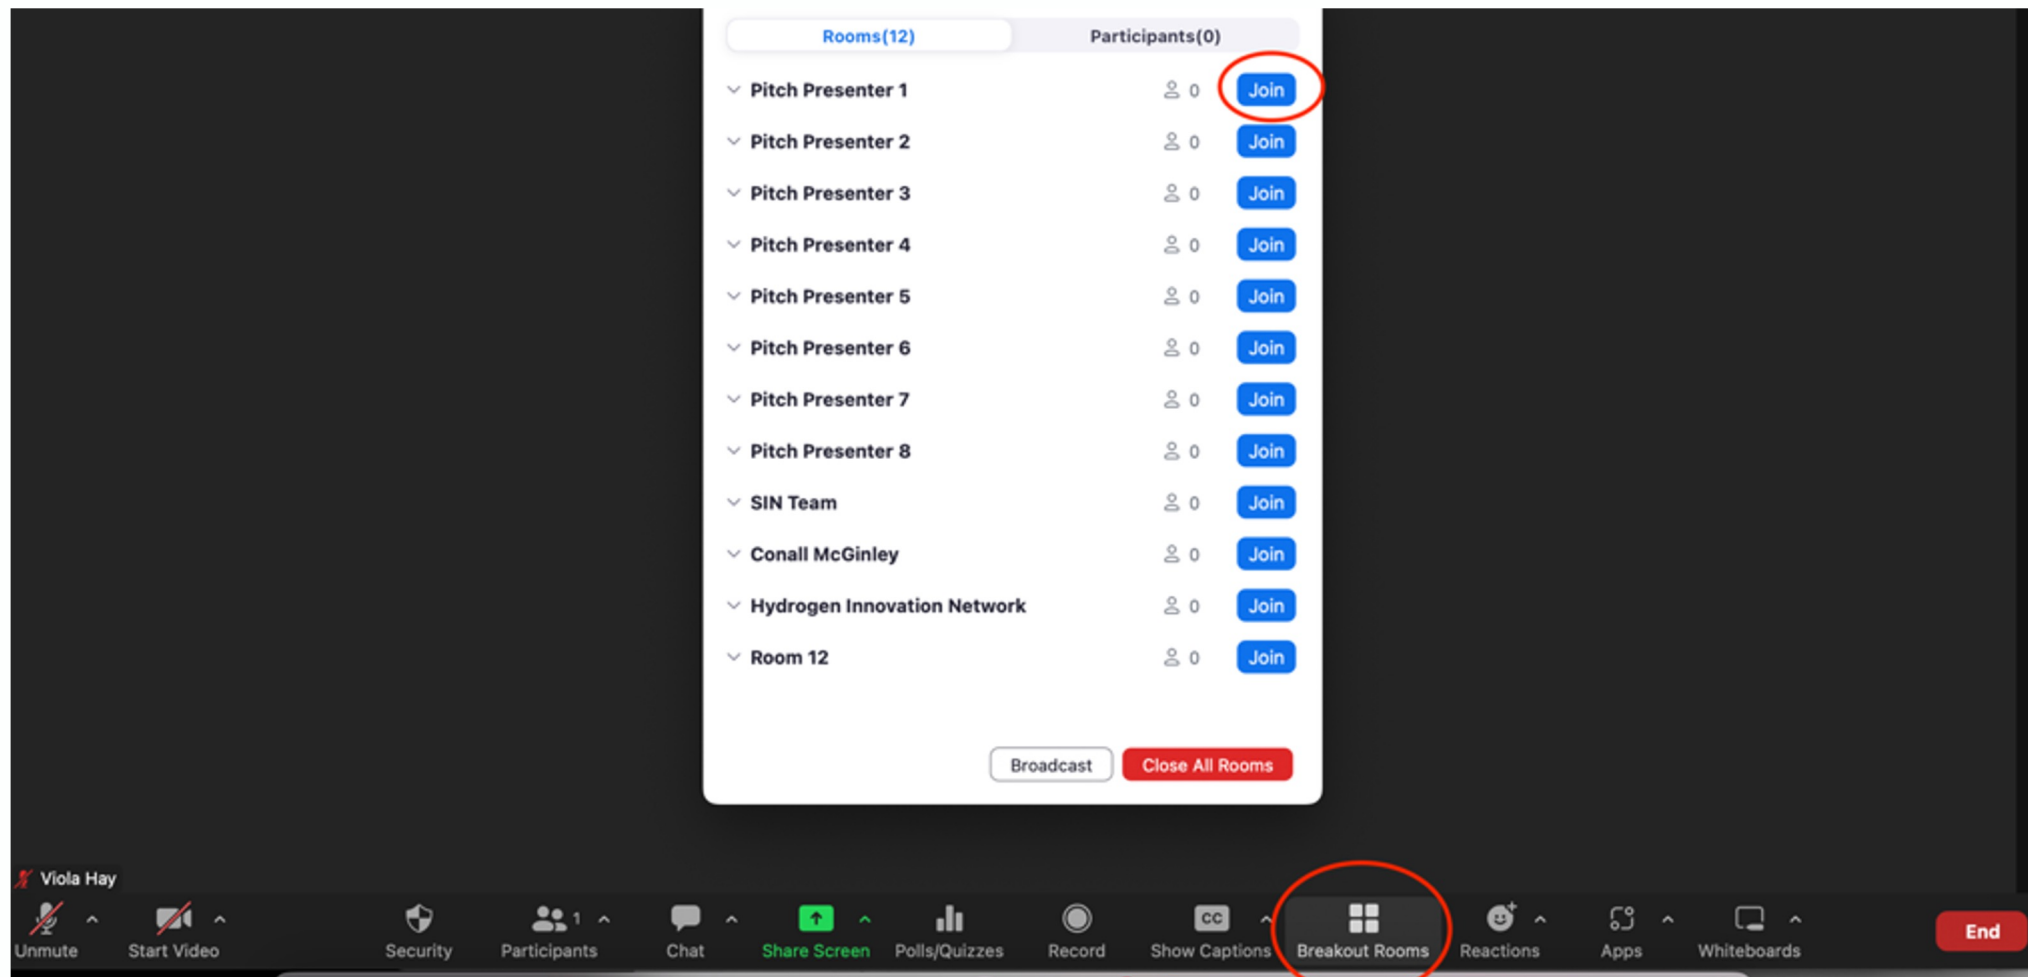 Rooms(12) Participants(0)
Pitch Presenter 1 0 Join
Pitch Presenter 2 0 Join
Pitch Presenter 3 0 Join
Pitch Presenter 4 0 Join
Pitch Presenter 5 0 Join
Pitch Presenter 6 0 Join
Pitch Presenter 7 0 Join
Pitch Presenter 8 0 Join
SIN Team 0 Join
Conall McGinley 0 Join
Hydrogen Innovation Network 0 Join
Room 12 0 Join
Broadcast Close All Rooms
Viola Hay
1 CC
Unmute Start Video Security Participants Chat Share Screen Polls/Quizzes Record Show Captions Breakout Rooms Reactions Apps Whiteboards End